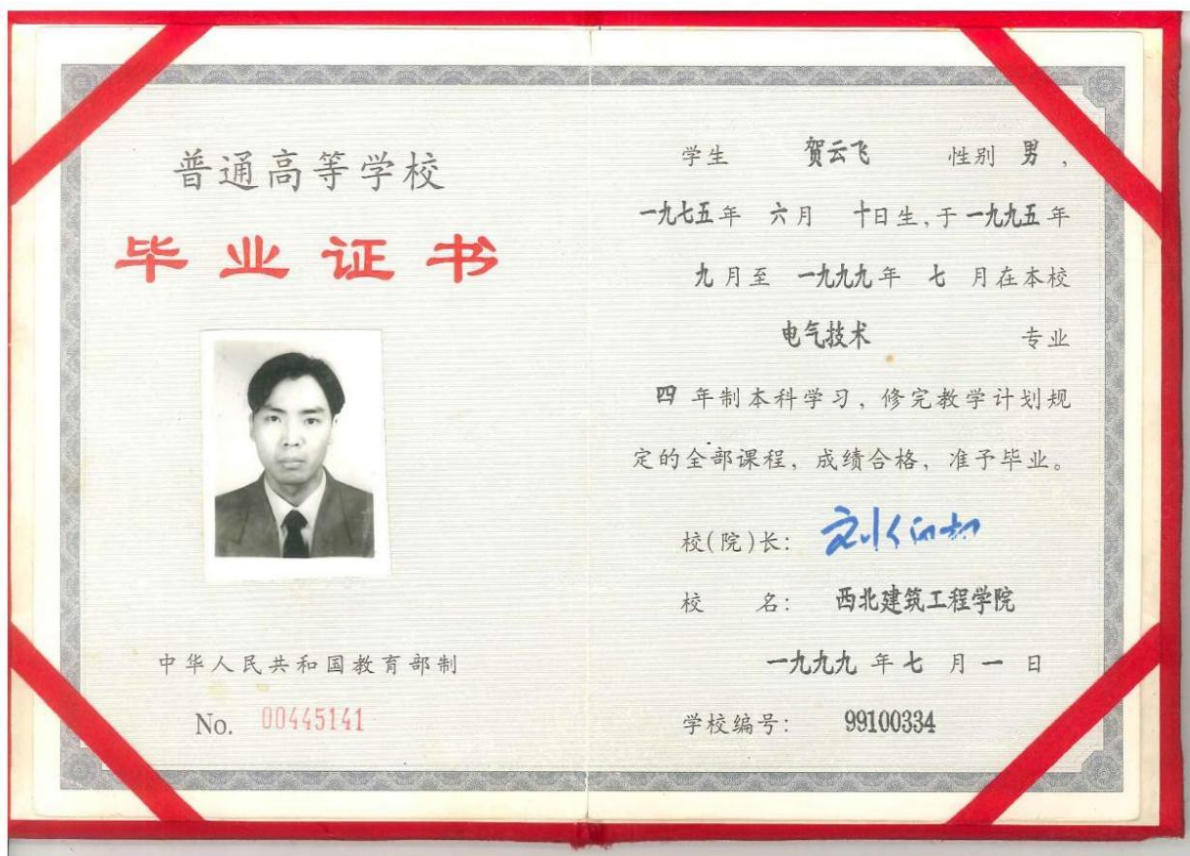 普通高等学校
毕业证书
中华人民共和国教育部制
No. 00445141
学生 贺云飞 性别 男，
一九七五年 六月 十日生，于一九九五年
九月至 一九九九年 七 月在本校
电气技术 专业
四 年制本科学习，修完教学计划规
定的全部课程，成绩合格，准予毕业。
校(院)长：
校 名： 西北建筑工程学院
一九九九 年 七 月 一 日
学校编号： 99100334